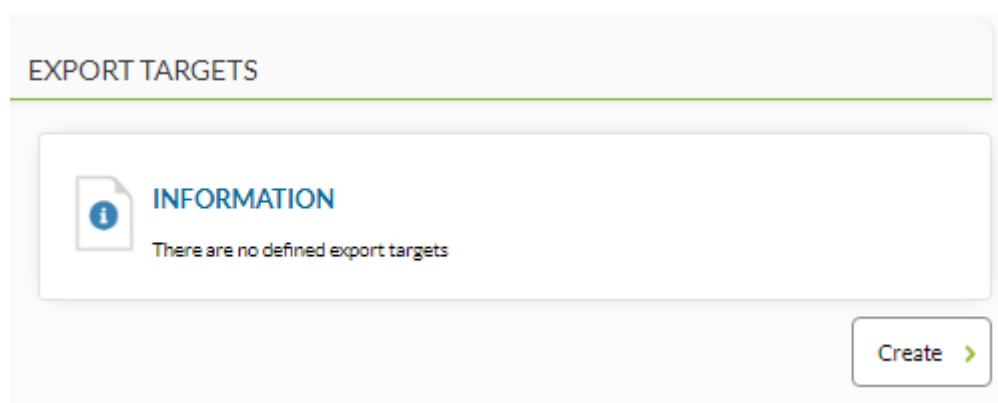 EXPORT TARGETS
INFORMATION
There are no defined export targets
Create